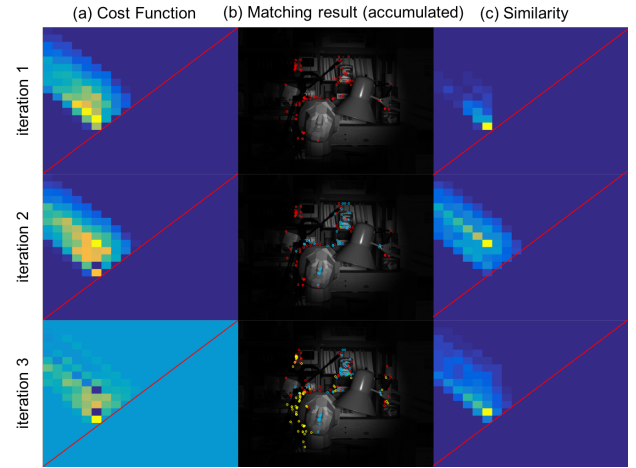 (a) Cost Function (b) Matching result (accumulated) (c) Similarity
iteration 1
iteration 2
iteration 3